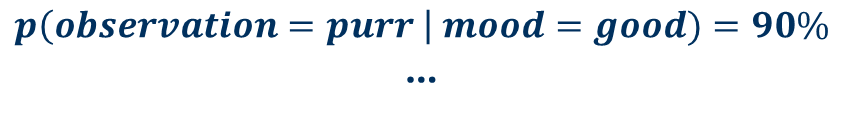 p(observation = purr | mood = good) = 90%
...